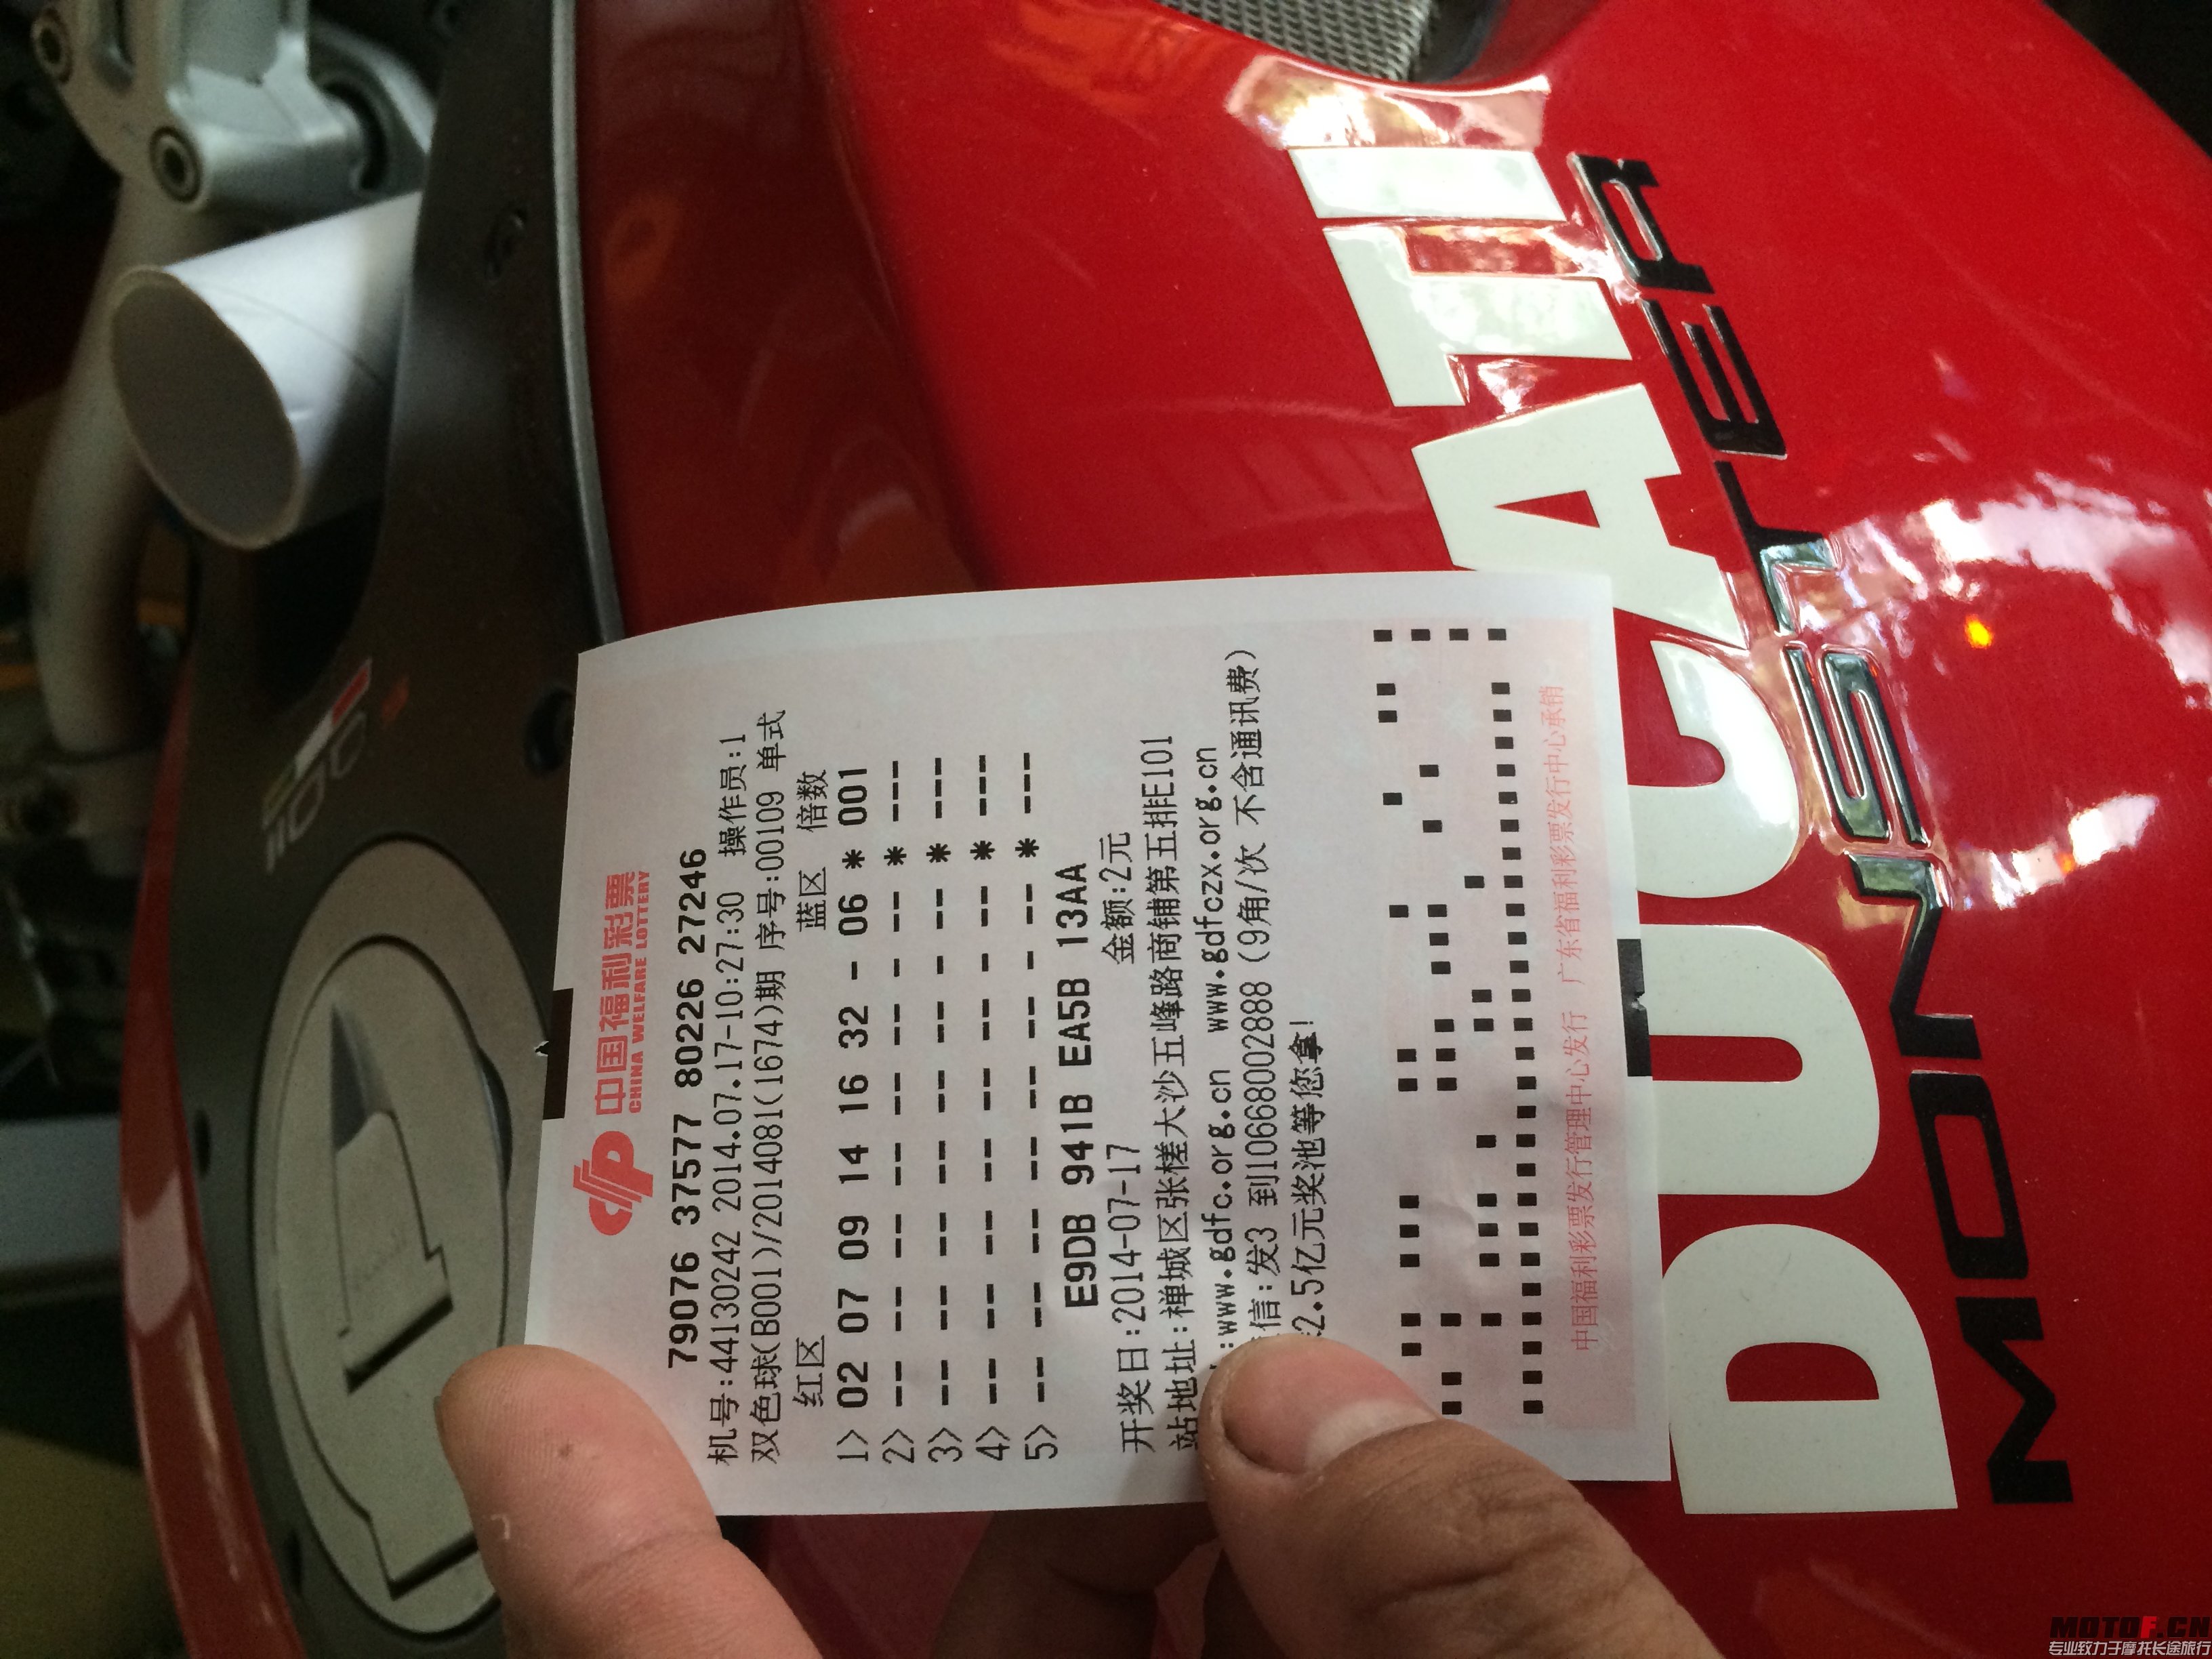 中国福利彩票
CHINA WELFARE LOTTERY
79076 37577 80226 27246
机号:44130242 2014.07.17-10:27:30 操作员:1
双色球(B001)/2014081(1674)期 序号:00109 单式
红区 蓝区 倍数
1> 02 07 09 14 16 32 - 06 * 001
2> -- -- -- -- -- -- - -- * ---
3> -- -- -- -- -- -- - -- * ---
4> -- -- -- -- -- -- - -- * ---
5> -- -- -- -- -- -- - -- * ---
E9DB 941B EA5B 13AA
开奖日:2014-07-17 金额:2元
站地址:禅城区张槎大沙五峰路商铺第五排E101
:www.gdfc.org.cn www.gdfczx.org.cn
信:发3 到10668002888(9角/次 不含通讯费)
2.5亿元奖池等您拿!
中国福利彩票发行管理中心发行 广东省福利彩票发行中心承销
DUCATI
MONSTER
1100
MOTOF.CN
专业致力于摩托长途旅行